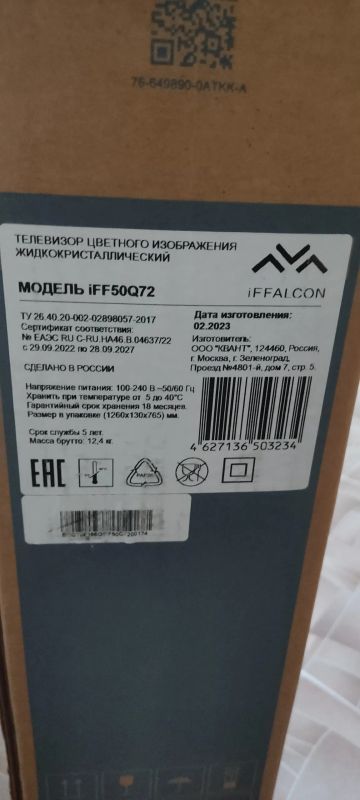 76-649890-0ATKK-A
ТЕЛЕВИЗОР ЦВЕТНОГО ИЗОБРАЖЕНИЯ
ЖИДКОКРИСТАЛЛИЧЕСКИЙ
iFFALCON
МОДЕЛЬ iFF50Q72
ТУ 26.40.20-002-02898057-2017
Сертификат соответствия:
№ ЕАЭС RU C-RU.HA46.B.04637/22
с 29.09.2022 по 28.09.2027
СДЕЛАНО В РОССИИ
Дата изготовления:
02.2023
Изготовитель:
ООО "КВАНТ", 124460, Россия,
г. Москва, г. Зеленоград,
Проезд №4801-й, дом 7, стр. 5.
Напряжение питания: 100-240 В ~50/60 Гц
Хранить при температуре от 5 до 40°С
Гарантийный срок хранения 18 месяцев.
Размер в упаковке (1260x130x765) мм.
Срок службы 5 лет.
Масса брутто: 12,4 кг.
4 627136 503234
EAC